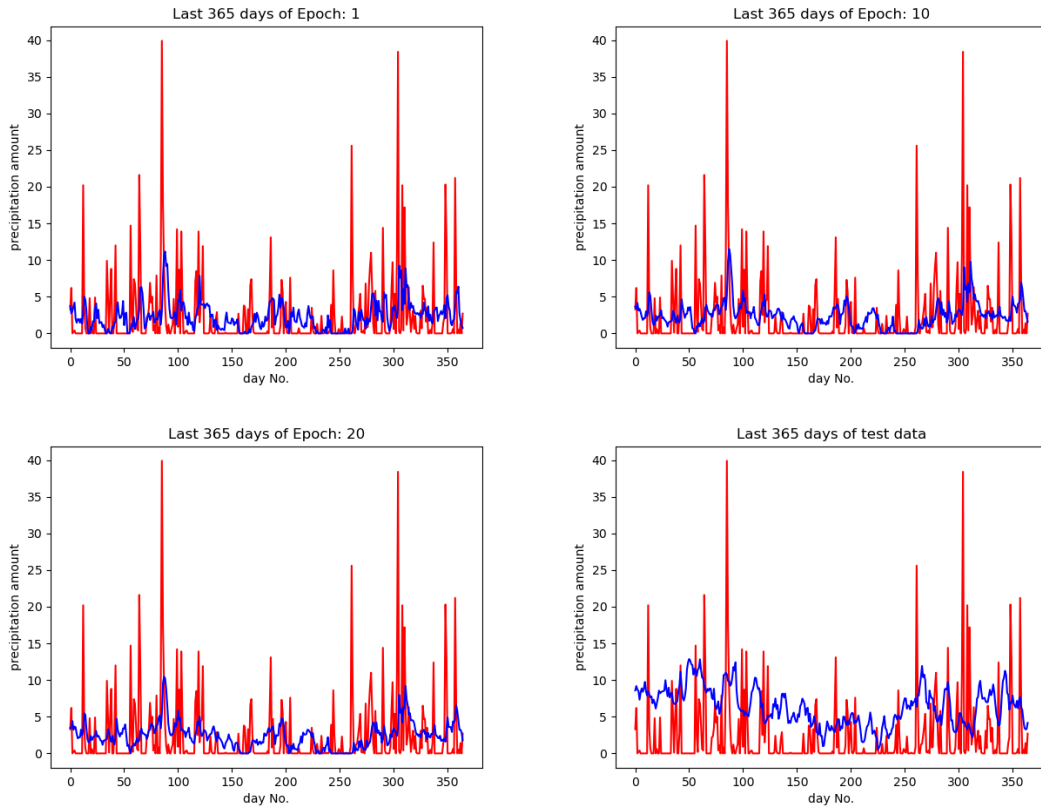 Last 365 days of Epoch: 1
precipitation amount
40
35
30
25
20
15
10
5
0
0 50 100 150 200 250 300 350
day No.
Last 365 days of Epoch: 10
precipitation amount
40
35
30
25
20
15
10
5
0
0 50 100 150 200 250 300 350
day No.
Last 365 days of Epoch: 20
precipitation amount
40
35
30
25
20
15
10
5
0
0 50 100 150 200 250 300 350
day No.
Last 365 days of test data
precipitation amount
40
35
30
25
20
15
10
5
0
0 50 100 150 200 250 300 350
day No.